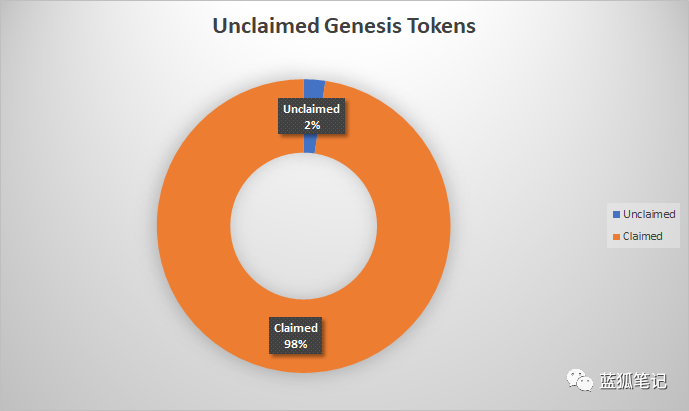 Unclaimed Genesis Tokens
Unclaimed
2%
Unclaimed
Claimed
Claimed
98%
蓝狐笔记